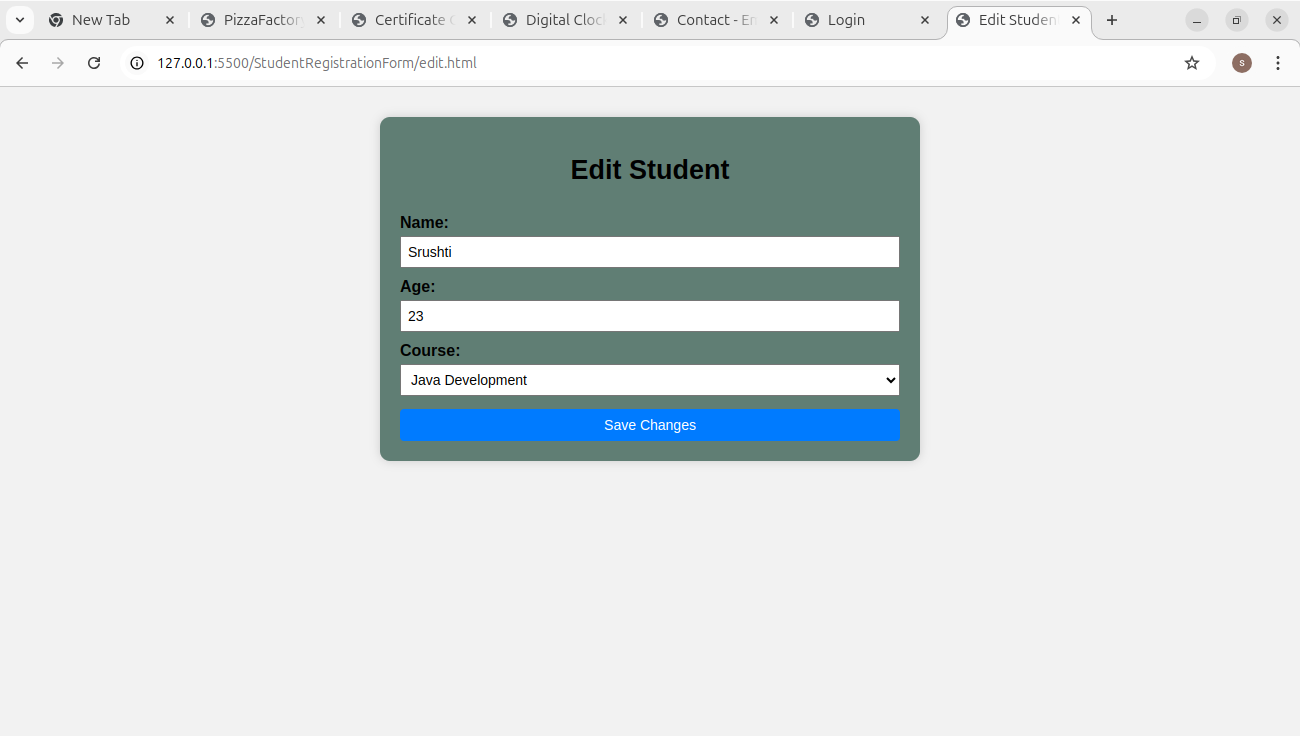 New Tab
PizzaFactory
Certificate
Digital Clock
Contact - En
Login
Edit Studen
127.0.0.1:5500/StudentRegistrationForm/edit.html
s
Edit Student
Name:
Srushti
Age:
23
Course:
Java Development
Save Changes